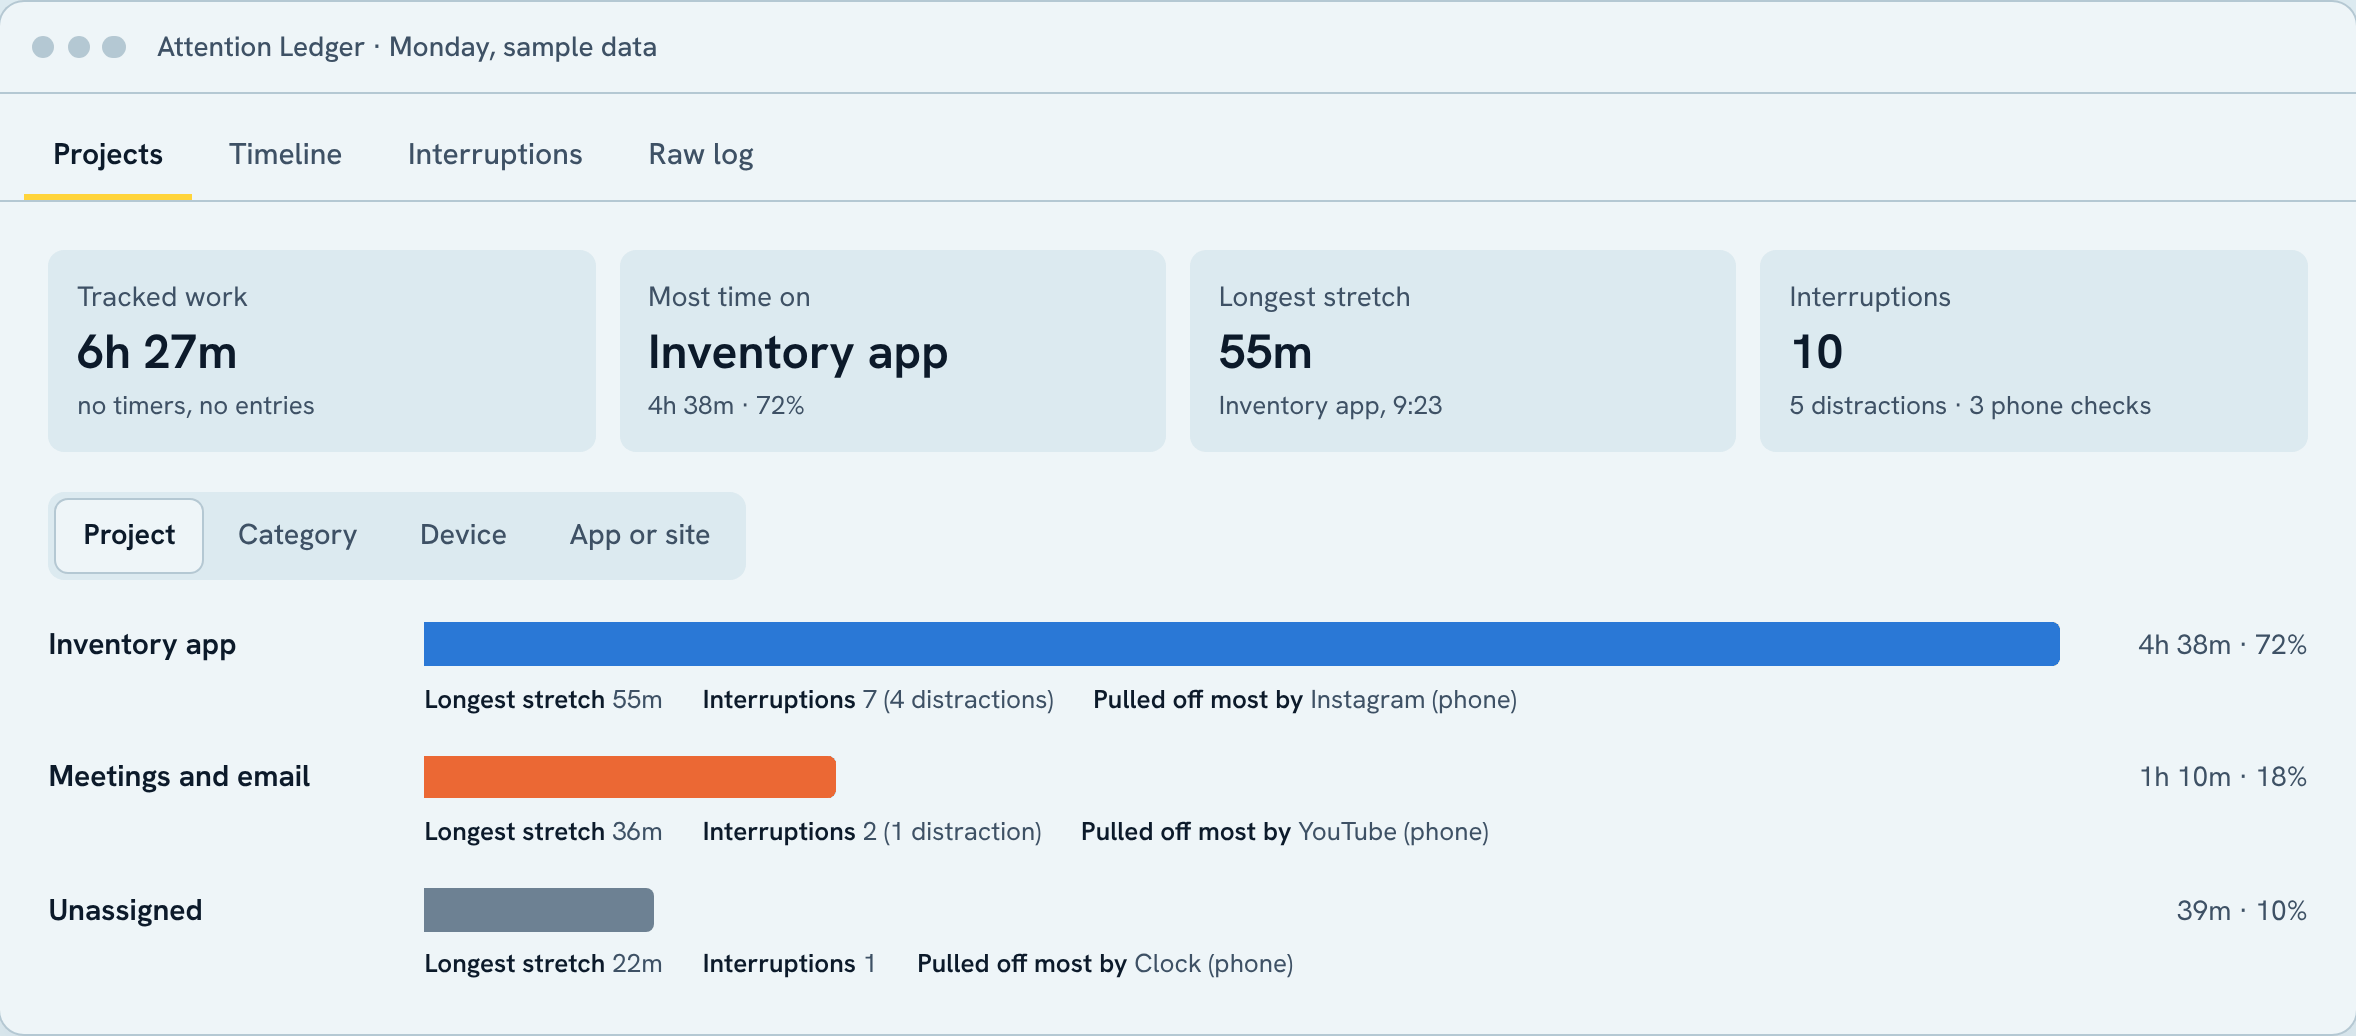 Attention Ledger · Monday, sample data
Projects Timeline Interruptions Raw log
Tracked work
6h 27m
no timers, no entries
Most time on
Inventory app
4h 38m · 72%
Longest stretch
55m
Inventory app, 9:23
Interruptions
10
5 distractions · 3 phone checks
Project Category Device App or site
Inventory app 4h 38m · 72%
Longest stretch 55m Interruptions 7 (4 distractions) Pulled off most by Instagram (phone)
Meetings and email 1h 10m · 18%
Longest stretch 36m Interruptions 2 (1 distraction) Pulled off most by YouTube (phone)
Unassigned 39m · 10%
Longest stretch 22m Interruptions 1 Pulled off most by Clock (phone)